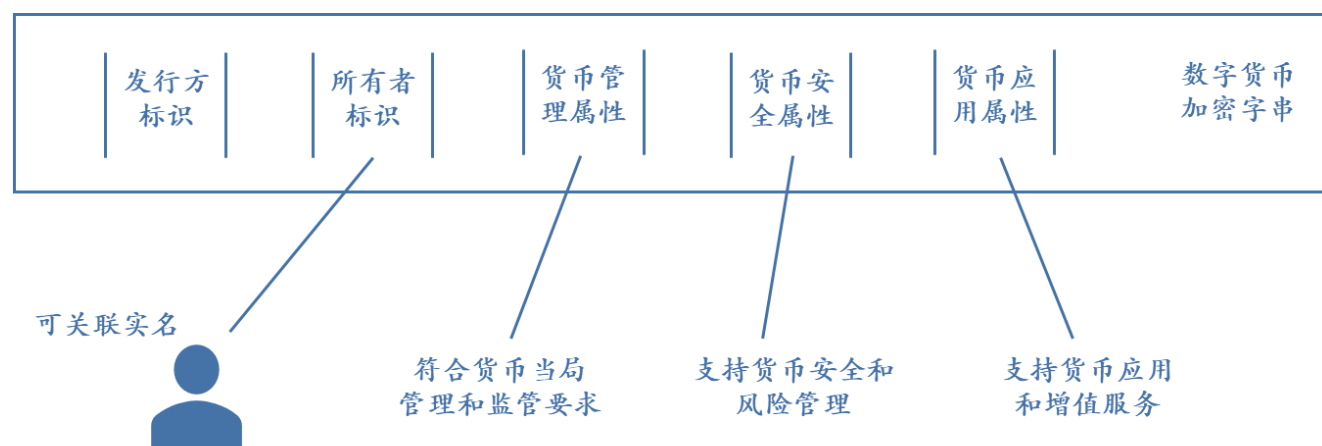 发行方
标识
所有者
标识
货币管
理属性
货币安
全属性
货币应
用属性
数字货币
加密字串
可关联实名
符合货币当局
管理和监管要求
支持货币安全和
风险管理
支持货币应用
和增值服务